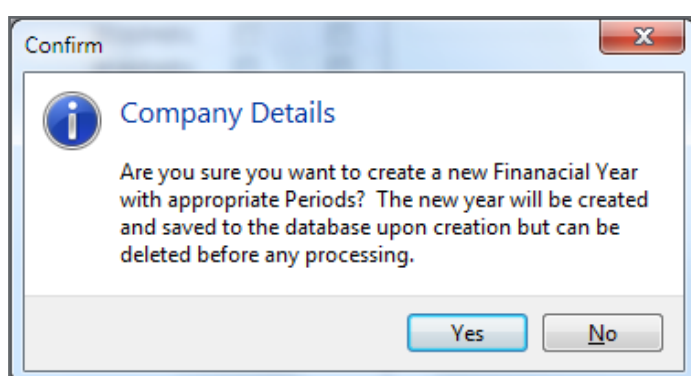 Confirm
Company Details
Are you sure you want to create a new Finanacial Year
with appropriate Periods?  The new year will be created
and saved to the database upon creation but can be
deleted before any processing.
Yes
No